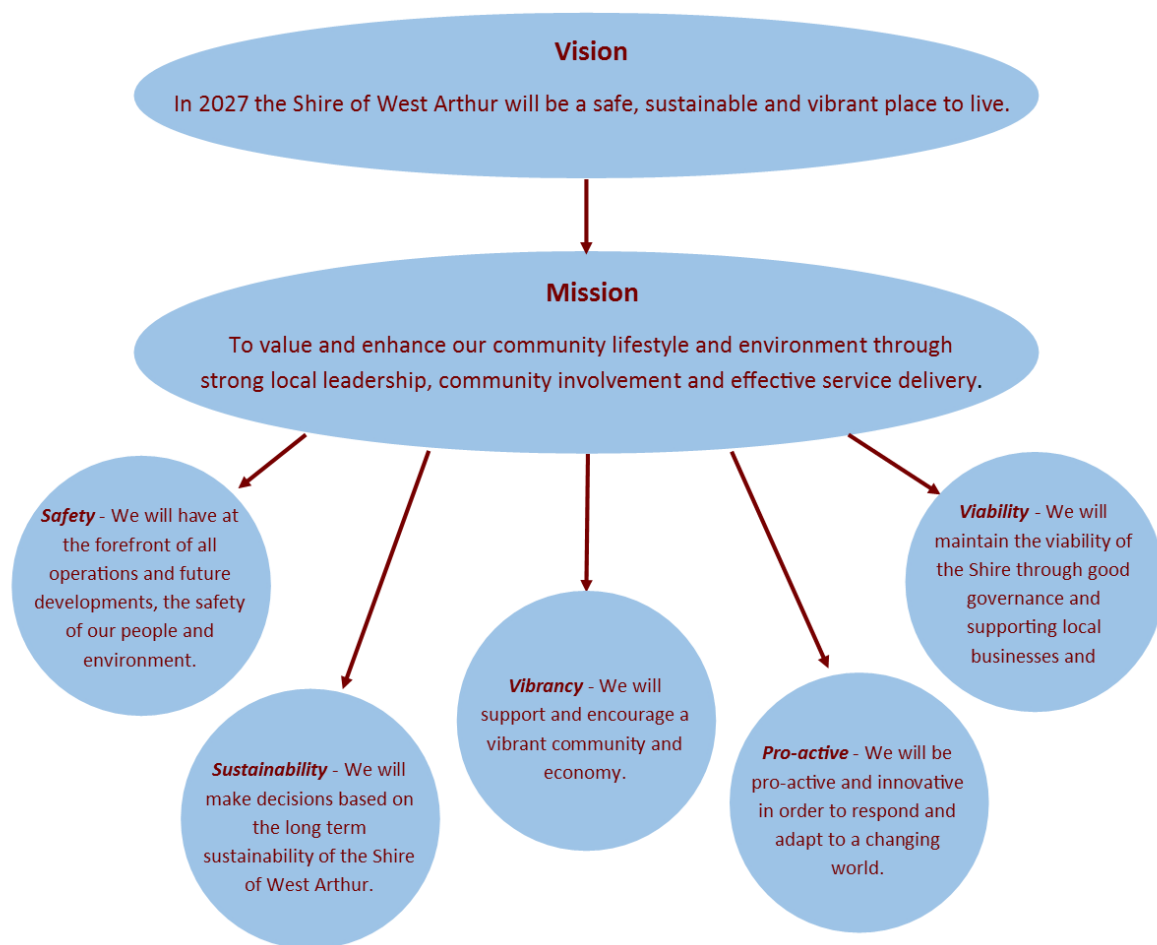 Vision
In 2027 the Shire of West Arthur will be a safe, sustainable and vibrant place to live.
Mission
To value and enhance our community lifestyle and environment through
strong local leadership, community involvement and effective service delivery.
Safety - We will have at
the forefront of all
operations and future
developments, the safety
of our people and
environment.
Sustainability - We will
make decisions based on
the long term
sustainability of the Shire
of West Arthur.
Vibrancy - We will
support and encourage a
vibrant community and
economy.
Pro-active - We will be
pro-active and innovative
in order to respond and
adapt to a changing
world.
Viability - We will
maintain the viability of
the Shire through good
governance and
supporting local
businesses and